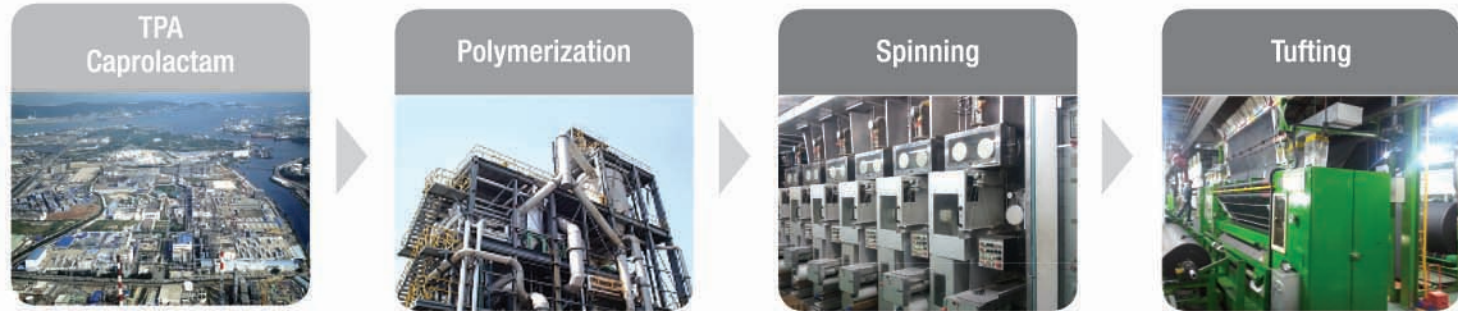 TPA
Caprolactam
Polymerization
Spinning
Tufting